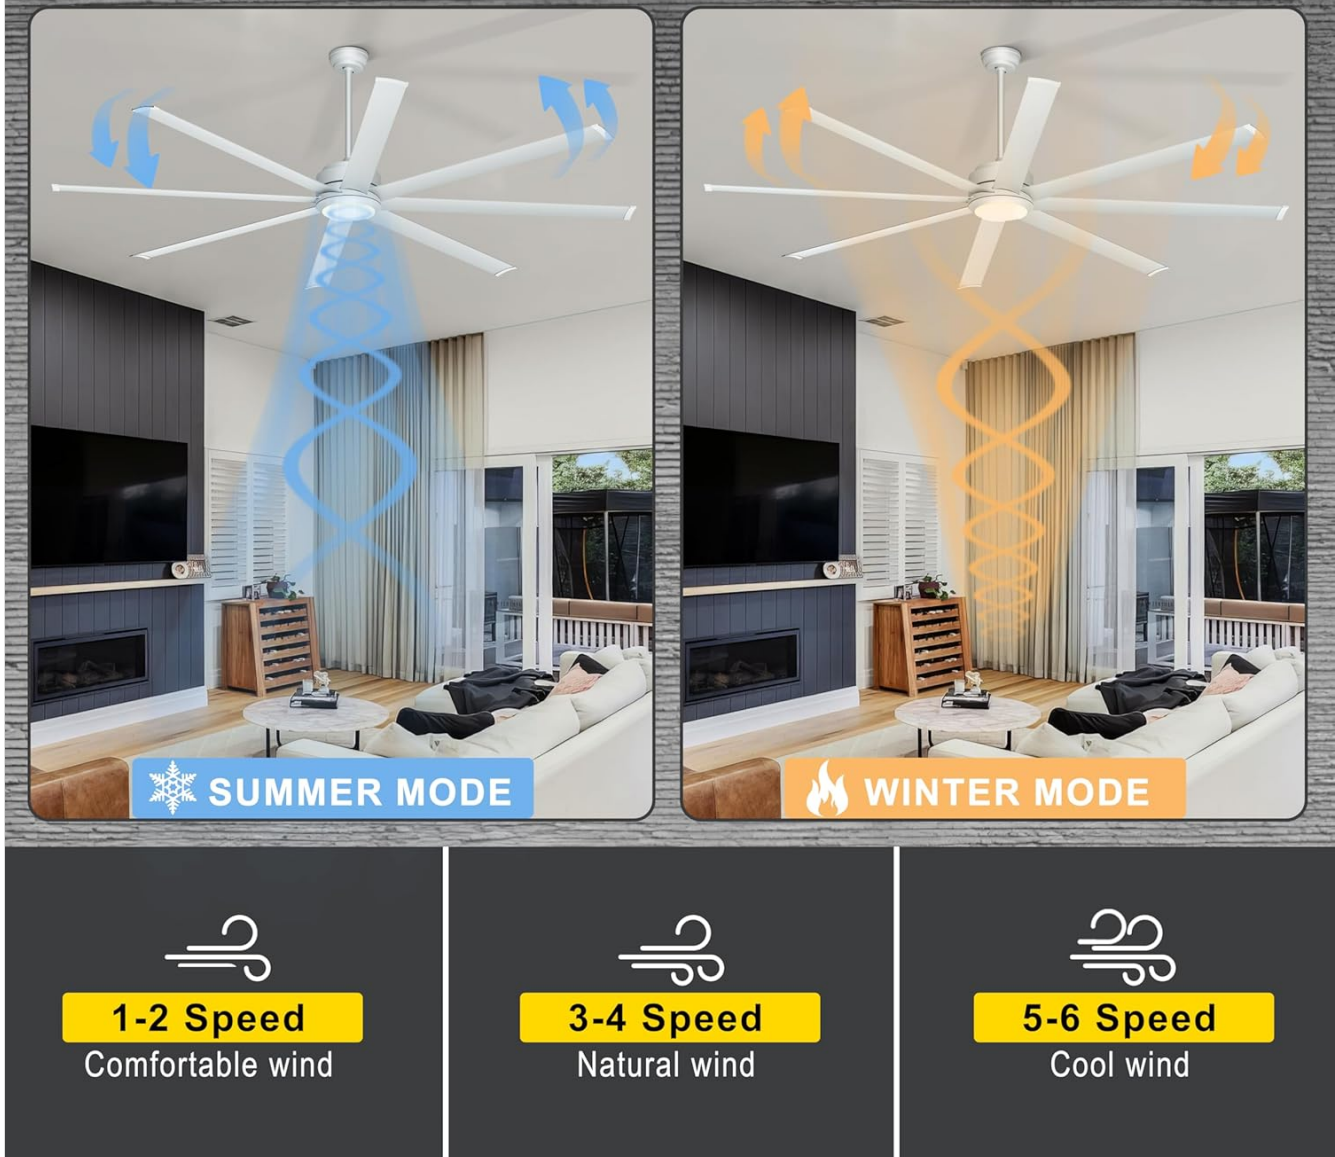 SUMMER MODE
WINTER MODE
1-2 Speed
Comfortable wind
3-4 Speed
Natural wind
5-6 Speed
Cool wind